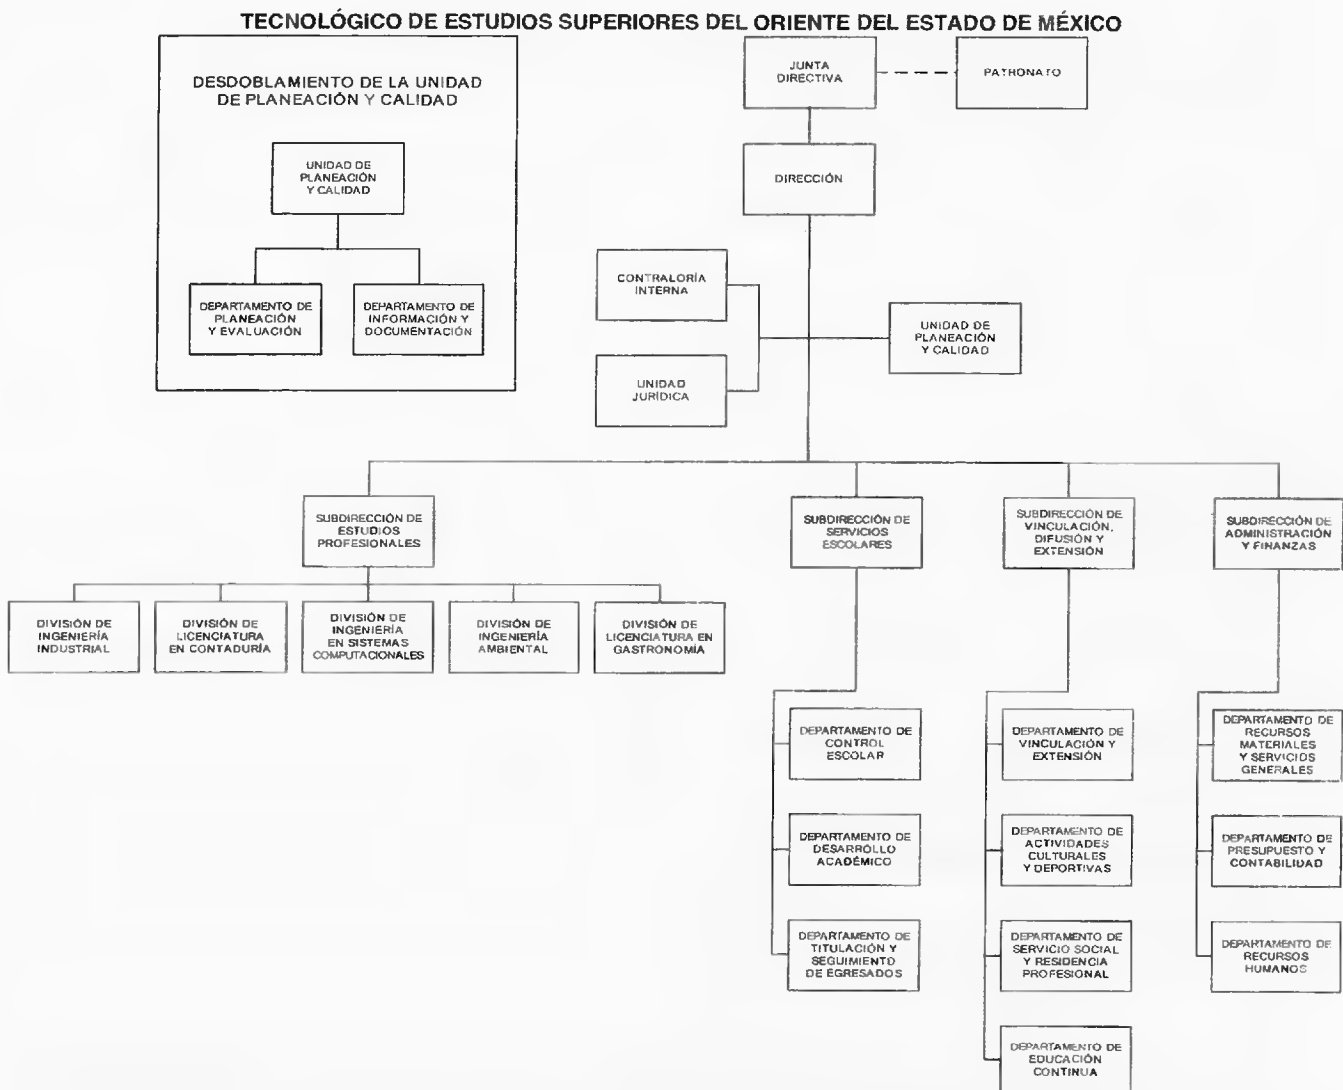 TECNOLÓGICO DE ESTUDIOS SUPERIORES DEL ORIENTE DEL ESTADO DE MÉXICO
DESDOBLAMIENTO DE LA UNIDAD
DE PLANEACIÓN Y CALIDAD
UNIDAD DE
PLANEACIÓN
Y CALIDAD
DEPARTAMENTO DE
PLANEACIÓN
Y EVALUACIÓN
DEPARTAMENTO DE
INFORMACIÓN Y
DOCUMENTACIÓN
JUNTA
DIRECTIVA
PATRONATO
DIRECCIÓN
CONTRALORÍA
INTERNA
UNIDAD DE
PLANEACIÓN
Y CALIDAD
UNIDAD
JURÍDICA
SUBDIRECCIÓN DE
ESTUDIOS
PROFESIONALES
SUBDIRECCIÓN DE
SERVICIOS
ESCOLARES
SUBDIRECCIÓN DE
VINCULACIÓN,
DIFUSIÓN Y
EXTENSIÓN
SUBDIRECCIÓN DE
ADMINISTRACIÓN
Y FINANZAS
DIVISIÓN DE
INGENIERÍA
INDUSTRIAL
DIVISIÓN DE
LICENCIATURA
EN CONTADURÍA
DIVISIÓN DE
INGENIERÍA
EN SISTEMAS
COMPUTACIONALES
DIVISIÓN DE
INGENIERÍA
AMBIENTAL
DIVISIÓN DE
LICENCIATURA EN
GASTRONOMÍA
DEPARTAMENTO DE
CONTROL
ESCOLAR
DEPARTAMENTO DE
DESARROLLO
ACADÉMICO
DEPARTAMENTO DE
TITULACIÓN Y
SEGUIMIENTO
DE EGRESADOS
DEPARTAMENTO DE
VINCULACIÓN Y
EXTENSIÓN
DEPARTAMENTO DE
ACTIVIDADES
CULTURALES
Y DEPORTIVAS
DEPARTAMENTO DE
SERVICIO SOCIAL
Y RESIDENCIA
PROFESIONAL
DEPARTAMENTO DE
EDUCACIÓN
CONTINUA
DEPARTAMENTO DE
RECURSOS
MATERIALES
Y SERVICIOS
GENERALES
DEPARTAMENTO DE
PRESUPUESTO Y
CONTABILIDAD
DEPARTAMENTO DE
RECURSOS
HUMANOS